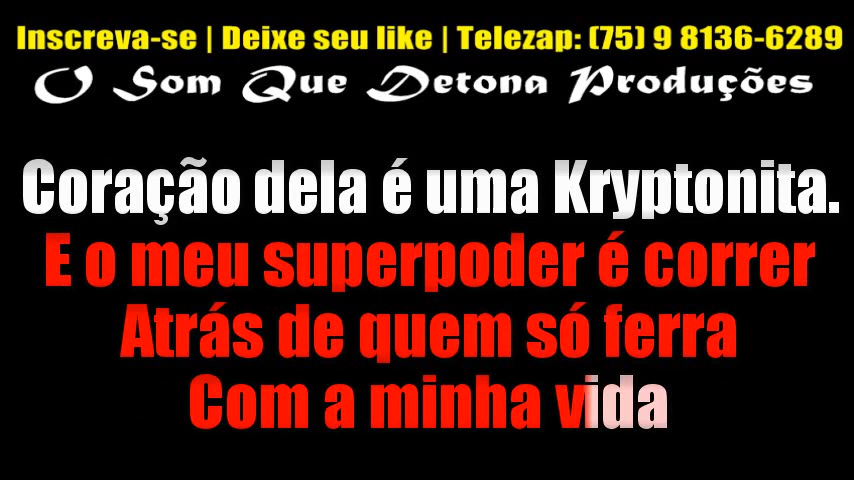 Inscreva-se | Deixe seu like | Telezap: (75) 9 8136-6289
O Som Que Detona Produções
Coração dela é uma Kryptonita.
E o meu superpoder é correr
Atrás de quem só ferra
Com a minha vida